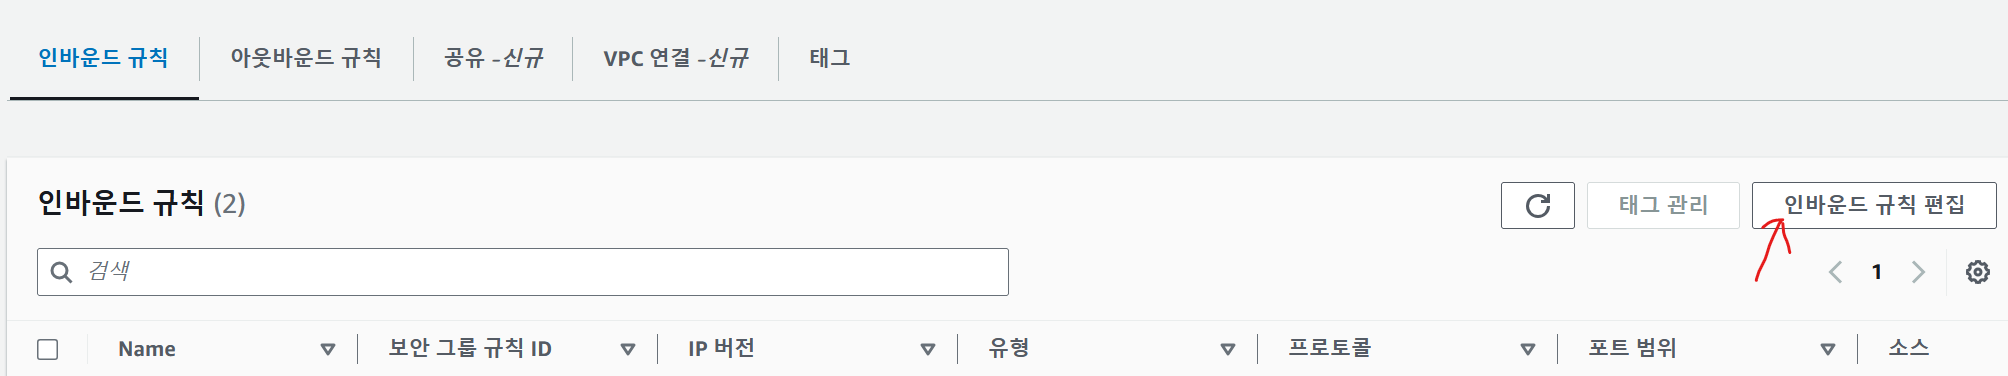 인바운드 규칙 아웃바운드 규칙 공유 -신규 VPC 연결 -신규 태그
인바운드 규칙 (2) 태그 관리 인바운드 규칙 편집
검색 1
Name 보안 그룹 규칙 ID IP 버전 유형 프로토콜 포트 범위 소스